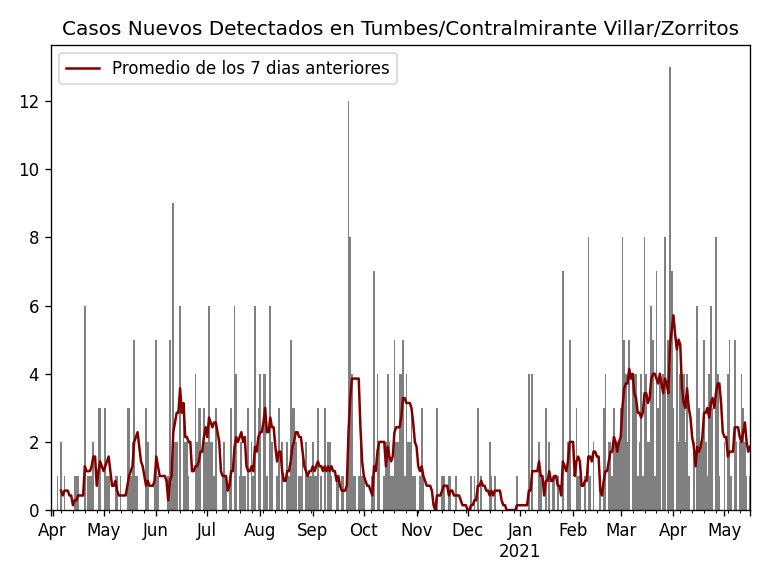 Casos Nuevos Detectados en Tumbes/Contralmirante Villar/Zorritos
Promedio de los 7 dias anteriores
12
10
8
6
4
2
0
Apr May Jun Jul Aug Sep Oct Nov Dec Jan Feb Mar Apr May
2021